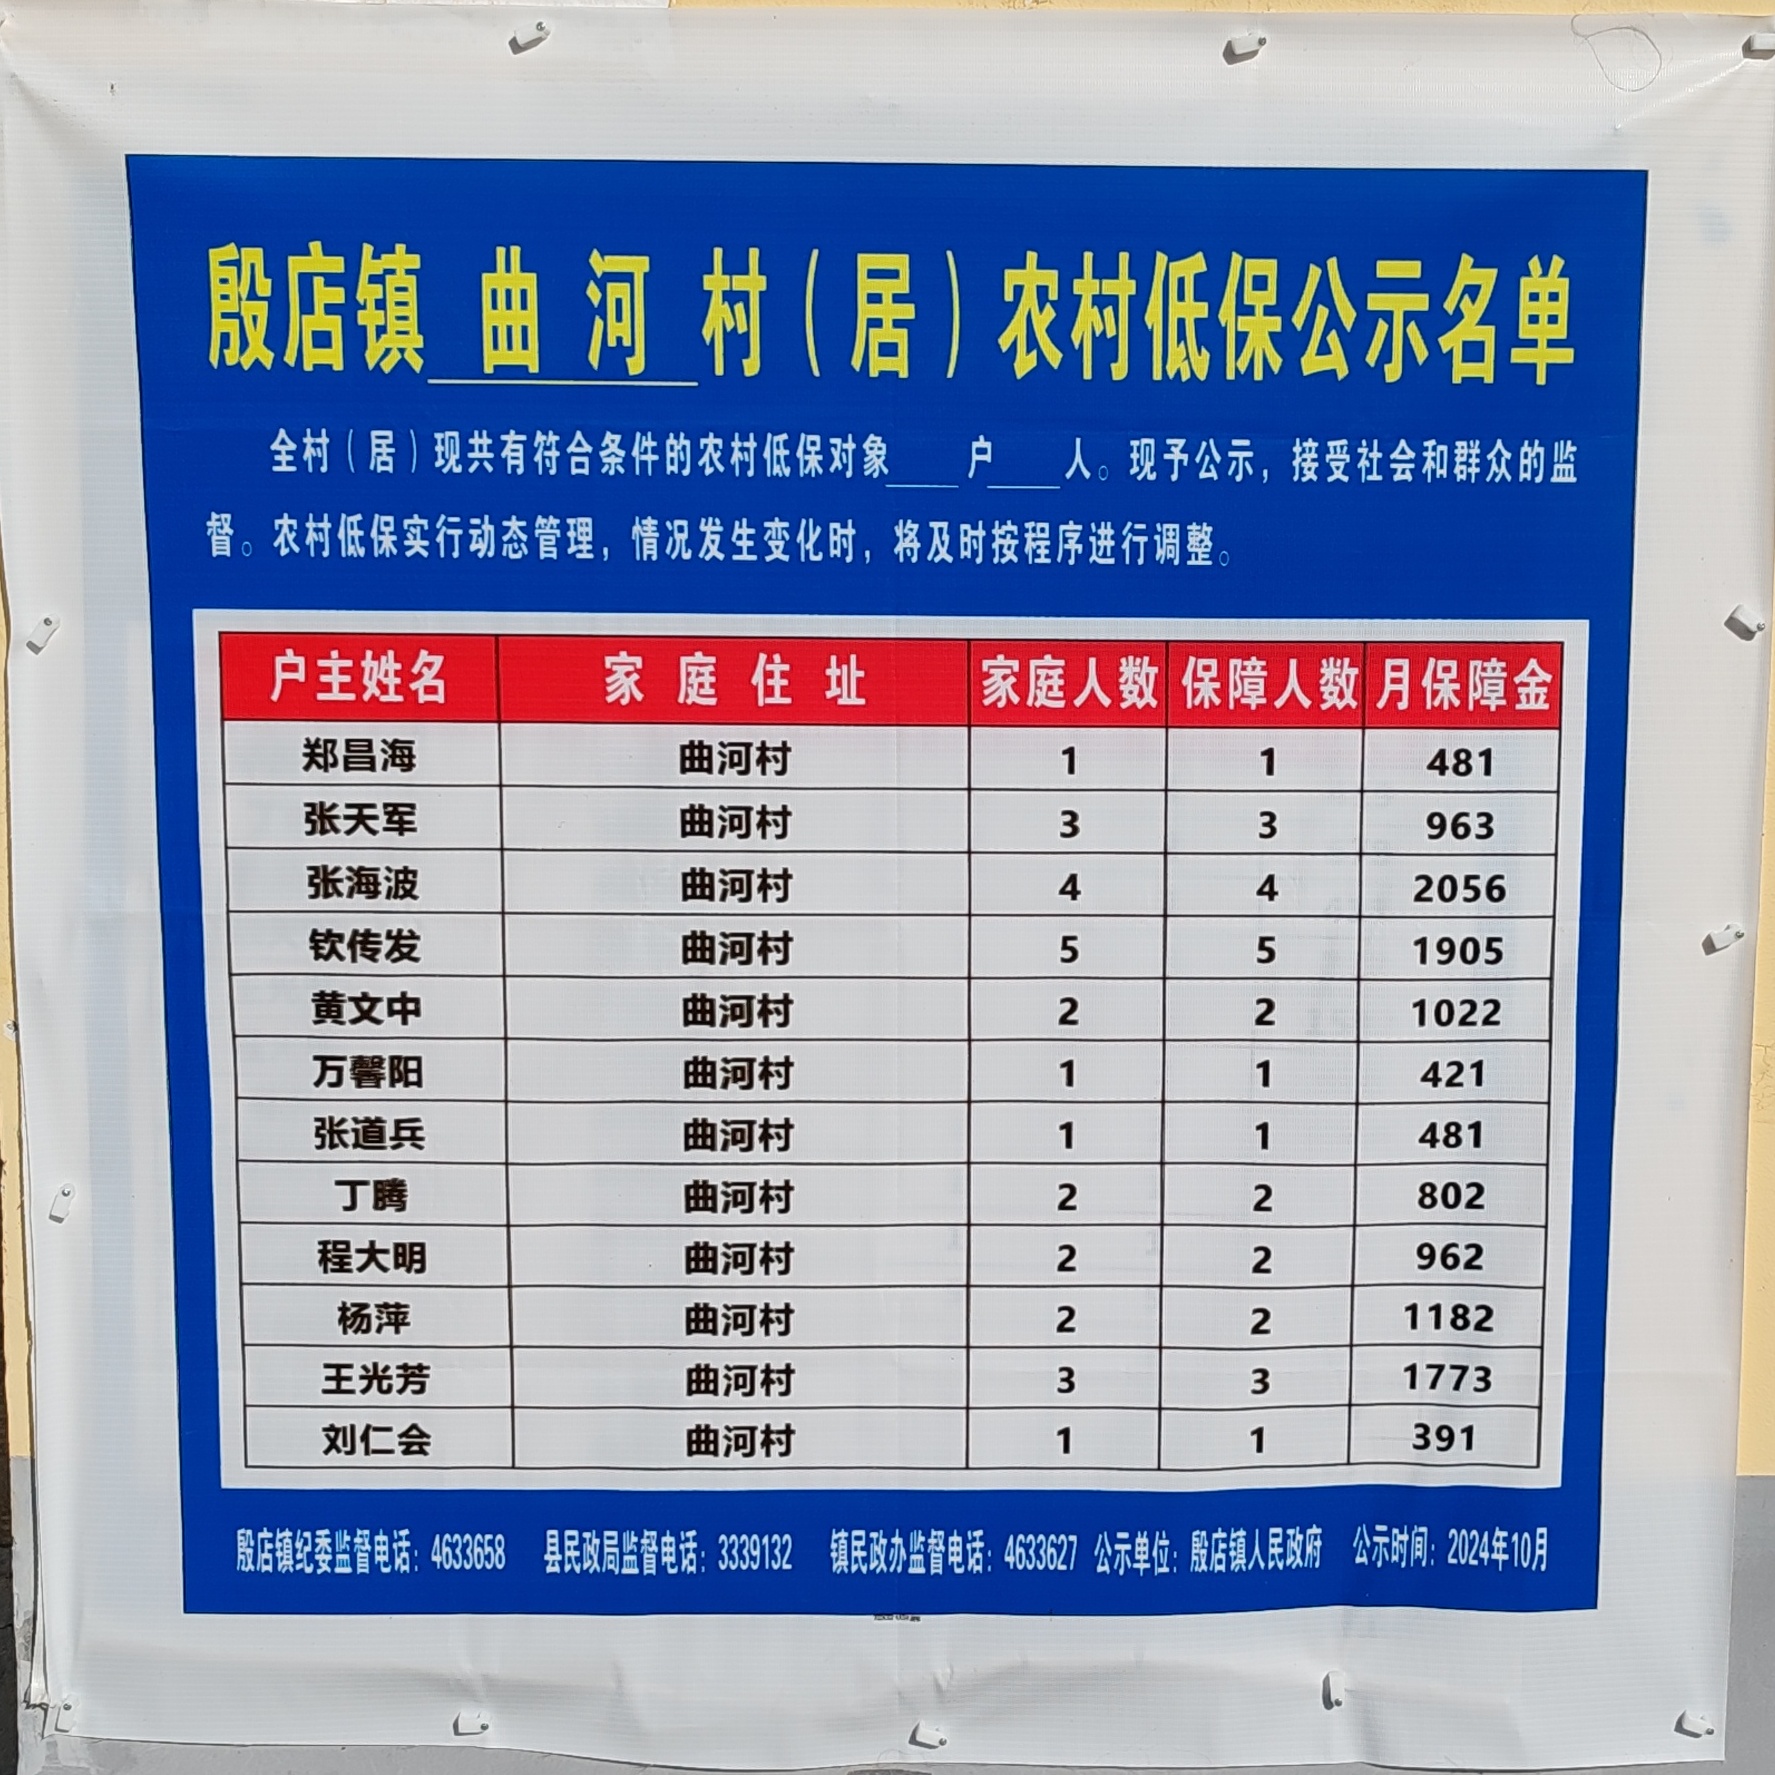 殷店镇 曲 河 村（居）农村低保公示名单
全村（居）现共有符合条件的农村低保对象____户____人。现予公示，接受社会和群众的监
督。农村低保实行动态管理，情况发生变化时，将及时按程序进行调整。
户主姓名 家庭住址 家庭人数 保障人数 月保障金
郑昌海 曲河村 1 1 481
张天军 曲河村 3 3 963
张海波 曲河村 4 4 2056
钦传发 曲河村 5 5 1905
黄文中 曲河村 2 2 1022
万馨阳 曲河村 1 1 421
张道兵 曲河村 1 1 481
丁腾 曲河村 2 2 802
程大明 曲河村 2 2 962
杨萍 曲河村 2 2 1182
王光芳 曲河村 3 3 1773
刘仁会 曲河村 1 1 391
殷店镇纪委监督电话：4633658 县民政局监督电话：3339132 镇民政办监督电话：4633627 公示单位：殷店镇人民政府 公示时间：2024年10月